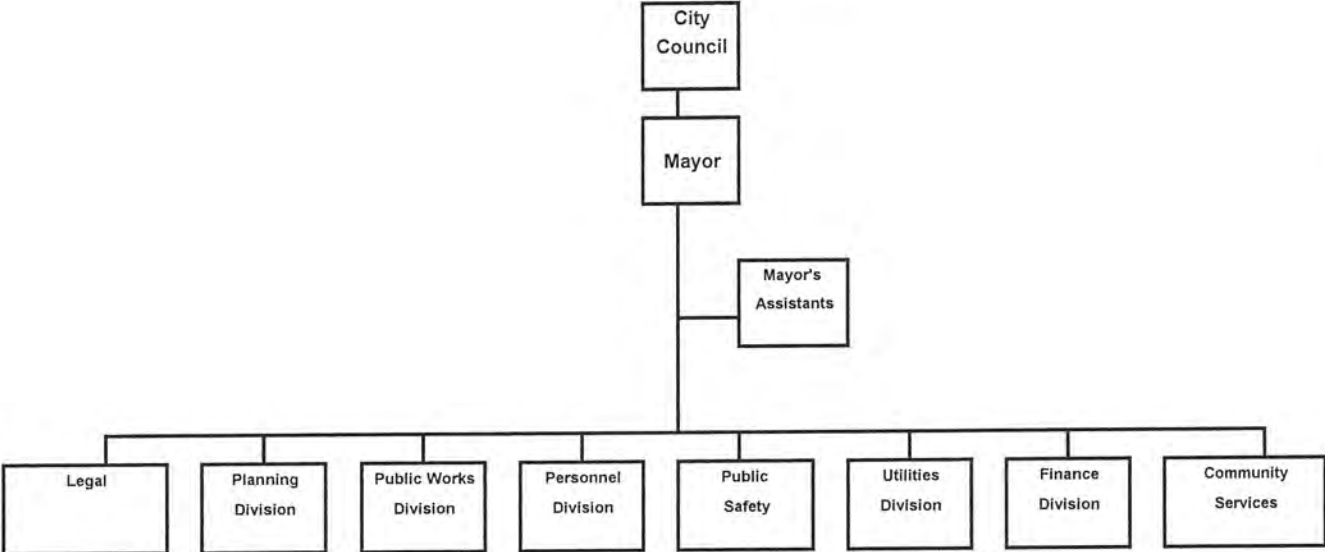 City
Council
Mayor
Mayor's
Assistants
Legal
Planning
Division
Public Works
Division
Personnel
Division
Public
Safety
Utilities
Division
Finance
Division
Community
Services